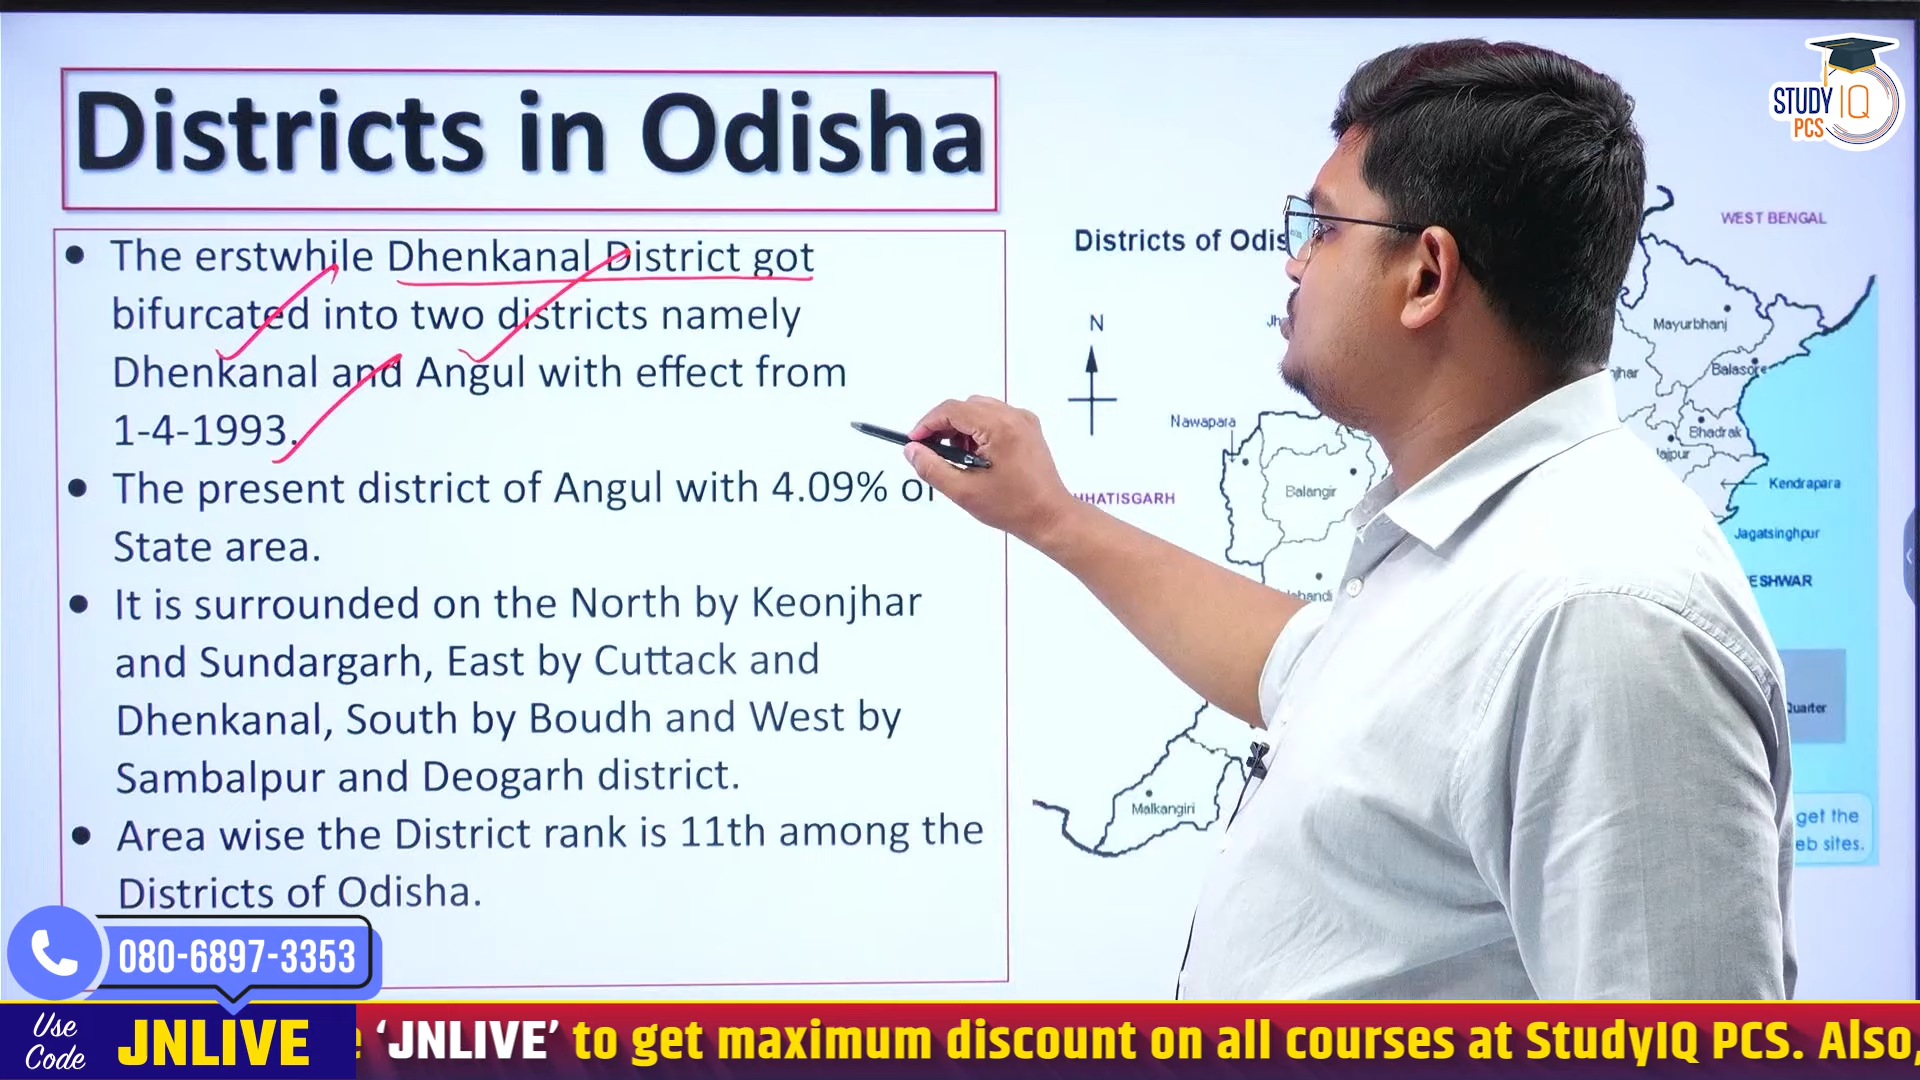 Districts in Odisha
• The erstwhile Dhenkanal District got
bifurcated into two districts namely
Dhenkanal and Angul with effect from
1-4-1993.
• The present district of Angul with 4.09%
State area.
• It is surrounded on the North by Keonjhar
and Sundargarh, East by Cuttack and
Dhenkanal, South by Boudh and West by
Sambalpur and Deogarh district.
• Area wise the District rank is 11th among the
Districts of Odisha.
STUDY IQ
PCS
WEST BENGAL
Districts of
N
Mayurbhanj
Balasore
Nawapara
Bhadrak
Balangir
Kendrapara
Jagatsinghpur
Malkangiri
get the
sites.
080-6897-3353
Use
Code
JNLIVE
‘JNLIVE’ to get maximum discount on all courses at StudyIQ PCS. Also,